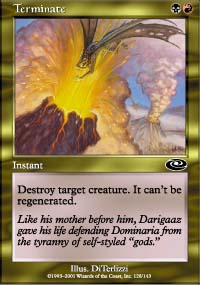 Terminate
Instant
Destroy target creature. It can't be
regenerated.
Like his mother before him, Darigaaz
gave his life defending Dominaria from
the tyranny of self-styled "gods."
Illus. DiTerlizzi
©1993–2001 Wizards of the Coast, Inc. 128/143